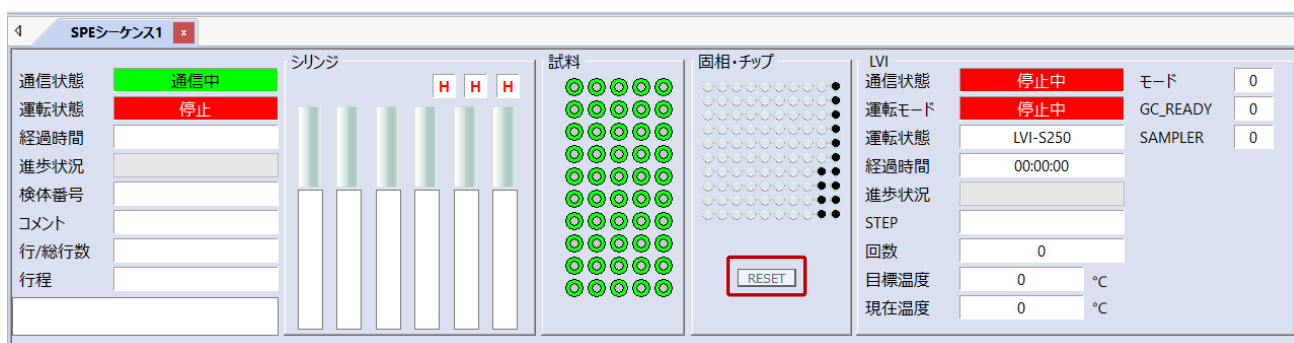 SPEシーケンス1 x
通信状態 通信中
運転状態 停止
経過時間
進歩状況
検体番号
コメント
行/総行数
行程
シリンジ
H H H
試料
固相・チップ
RESET
LVI
通信状態 停止中 モード 0
運転モード 停止中 GC_READY 0
運転状態 LVI-S250 SAMPLER 0
経過時間 00:00:00
進歩状況
STEP
回数 0
目標温度 0 °C
現在温度 0 °C